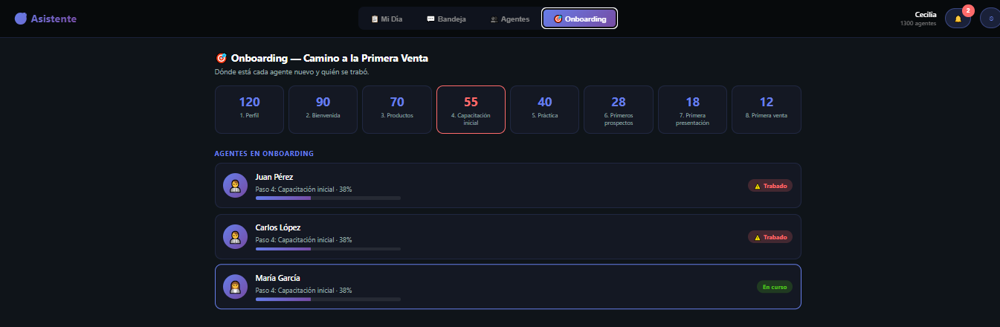 Asistente
📋 Mi Día
💬 Bandeja
👥 Agentes
🎯 Onboarding
Cecilia
1300 agentes
2
🎯 Onboarding — Camino a la Primera Venta
Dónde está cada agente nuevo y quién se trabó.
120
1. Perfil
90
2. Bienvenida
70
3. Productos
55
4. Capacitación
inicial
40
5. Práctica
28
6. Primeros
prospectos
18
7. Primera
presentación
12
8. Primera venta
AGENTES EN ONBOARDING
Juan Pérez
Paso 4: Capacitación inicial · 38%
⚠ Trabado
Carlos López
Paso 4: Capacitación inicial · 38%
⚠ Trabado
María García
Paso 4: Capacitación inicial · 38%
En curso